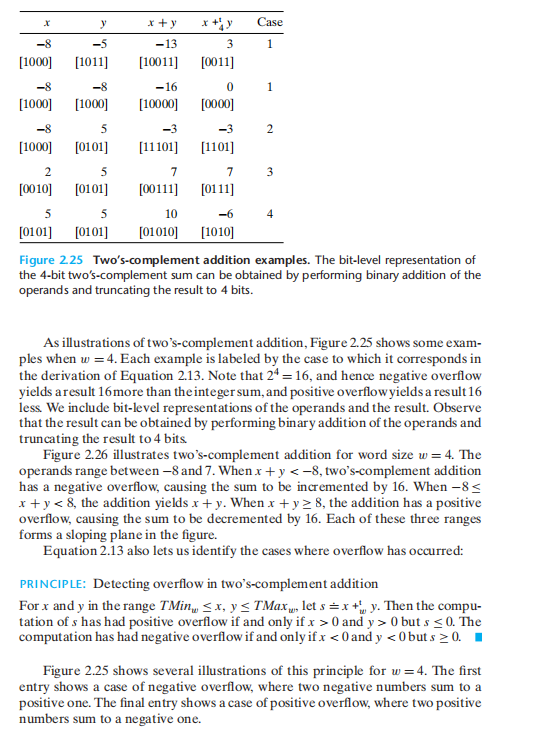 x y x + y x +ᵗ₄ y Case
−8 −5 −13 3 1
[1000] [1011] [10011] [0011]
−8 −8 −16 0 1
[1000] [1000] [10000] [0000]
−8 5 −3 −3 2
[1000] [0101] [11101] [1101]
2 5 7 7 3
[0010] [0101] [00111] [0111]
5 5 10 −6 4
[0101] [0101] [01010] [1010]
Figure 2.25 Two’s-complement addition examples. The bit-level representation of
the 4-bit two’s-complement sum can be obtained by performing binary addition of the
operands and truncating the result to 4 bits.
As illustrations of two’s-complement addition, Figure 2.25 shows some exam-
ples when w = 4. Each example is labeled by the case to which it corresponds in
the derivation of Equation 2.13. Note that 2⁴ = 16, and hence negative overflow
yields a result 16 more than the integer sum, and positive overflow yields a result 16
less. We include bit-level representations of the operands and the result. Observe
that the result can be obtained by performing binary addition of the operands and
truncating the result to 4 bits.
Figure 2.26 illustrates two’s-complement addition for word size w = 4. The
operands range between −8 and 7. When x + y < −8, two’s-complement addition
has a negative overflow, causing the sum to be incremented by 16. When −8 ≤
x + y < 8, the addition yields x + y. When x + y ≥ 8, the addition has a positive
overflow, causing the sum to be decremented by 16. Each of these three ranges
forms a sloping plane in the figure.
Equation 2.13 also lets us identify the cases where overflow has occurred:
PRINCIPLE: Detecting overflow in two’s-complement addition
For x and y in the range TMin_w ≤ x, y ≤ TMax_w, let s ≐ x +ᵗ_w y. Then the compu-
tation of s has had positive overflow if and only if x > 0 and y > 0 but s ≤ 0. The
computation has had negative overflow if and only if x < 0 and y < 0 but s ≥ 0. ■
Figure 2.25 shows several illustrations of this principle for w = 4. The first
entry shows a case of negative overflow, where two negative numbers sum to a
positive one. The final entry shows a case of positive overflow, where two positive
numbers sum to a negative one.